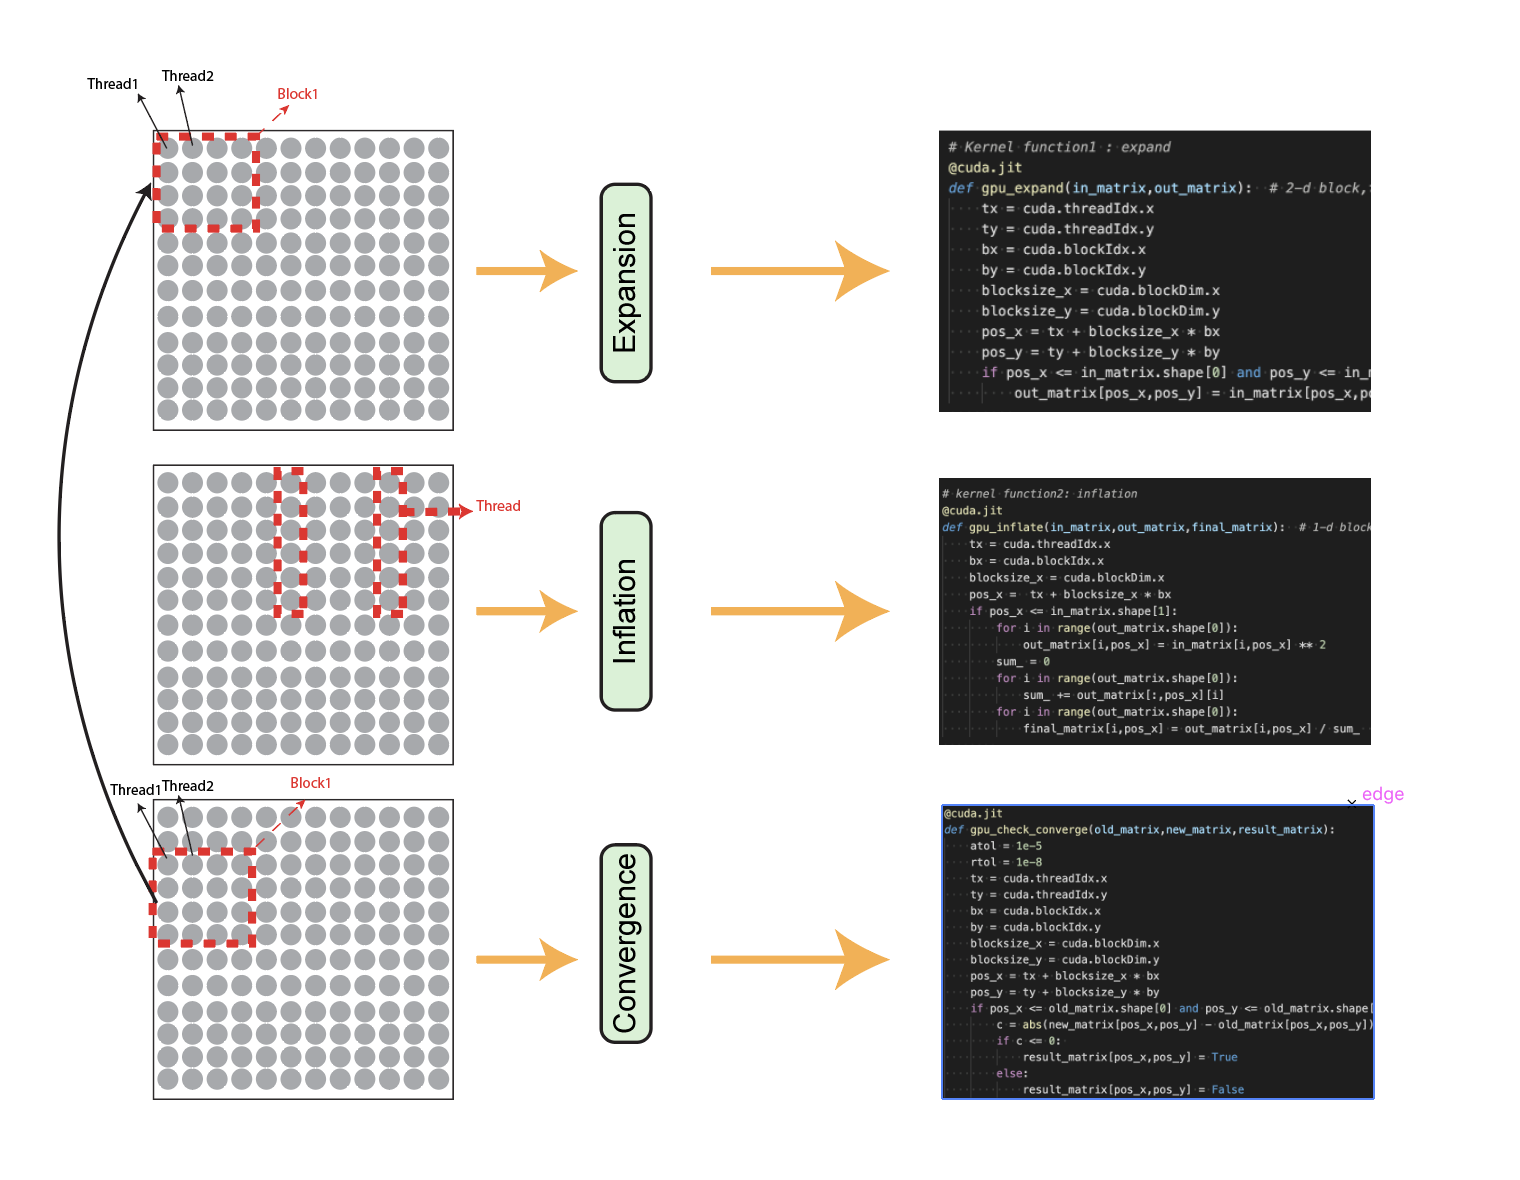 Thread1
Thread2
Block1
Expansion
# Kernel function1 : expand
@cuda.jit
def gpu_expand(in_matrix,out_matrix): # 2-d block,
tx = cuda.threadIdx.x
ty = cuda.threadIdx.y
bx = cuda.blockIdx.x
by = cuda.blockIdx.y
blocksize_x = cuda.blockDim.x
blocksize_y = cuda.blockDim.y
pos_x = tx + blocksize_x * bx
pos_y = ty + blocksize_y * by
if pos_x <= in_matrix.shape[0] and pos_y <= in_
out_matrix[pos_x,pos_y] = in_matrix[pos_x,p
Thread
Inflation
# kernel function2: inflation
@cuda.jit
def gpu_inflate(in_matrix,out_matrix,final_matrix): # 1-d block
tx = cuda.threadIdx.x
bx = cuda.blockIdx.x
blocksize_x = cuda.blockDim.x
pos_x = tx + blocksize_x * bx
if pos_x <= in_matrix.shape[1]:
for i in range(out_matrix.shape[0]):
out_matrix[i,pos_x] = in_matrix[i,pos_x] ** 2
sum_ = 0
for i in range(out_matrix.shape[0]):
sum_ += out_matrix[:,pos_x][i]
for i in range(out_matrix.shape[0]):
final_matrix[i,pos_x] = out_matrix[i,pos_x] / sum_
Thread1
Thread2
Block1
Convergence
edge
@cuda.jit
def gpu_check_converge(old_matrix,new_matrix,result_matrix):
atol = 1e-5
rtol = 1e-8
tx = cuda.threadIdx.x
ty = cuda.threadIdx.y
bx = cuda.blockIdx.x
by = cuda.blockIdx.y
blocksize_x = cuda.blockDim.x
blocksize_y = cuda.blockDim.y
pos_x = tx + blocksize_x * bx
pos_y = ty + blocksize_y * by
if pos_x <= old_matrix.shape[0] and pos_y <= old_matrix.shape[
c = abs(new_matrix[pos_x,pos_y] - old_matrix[pos_x,pos_y])
if c <= 0:
result_matrix[pos_x,pos_y] = True
else:
result_matrix[pos_x,pos_y] = False